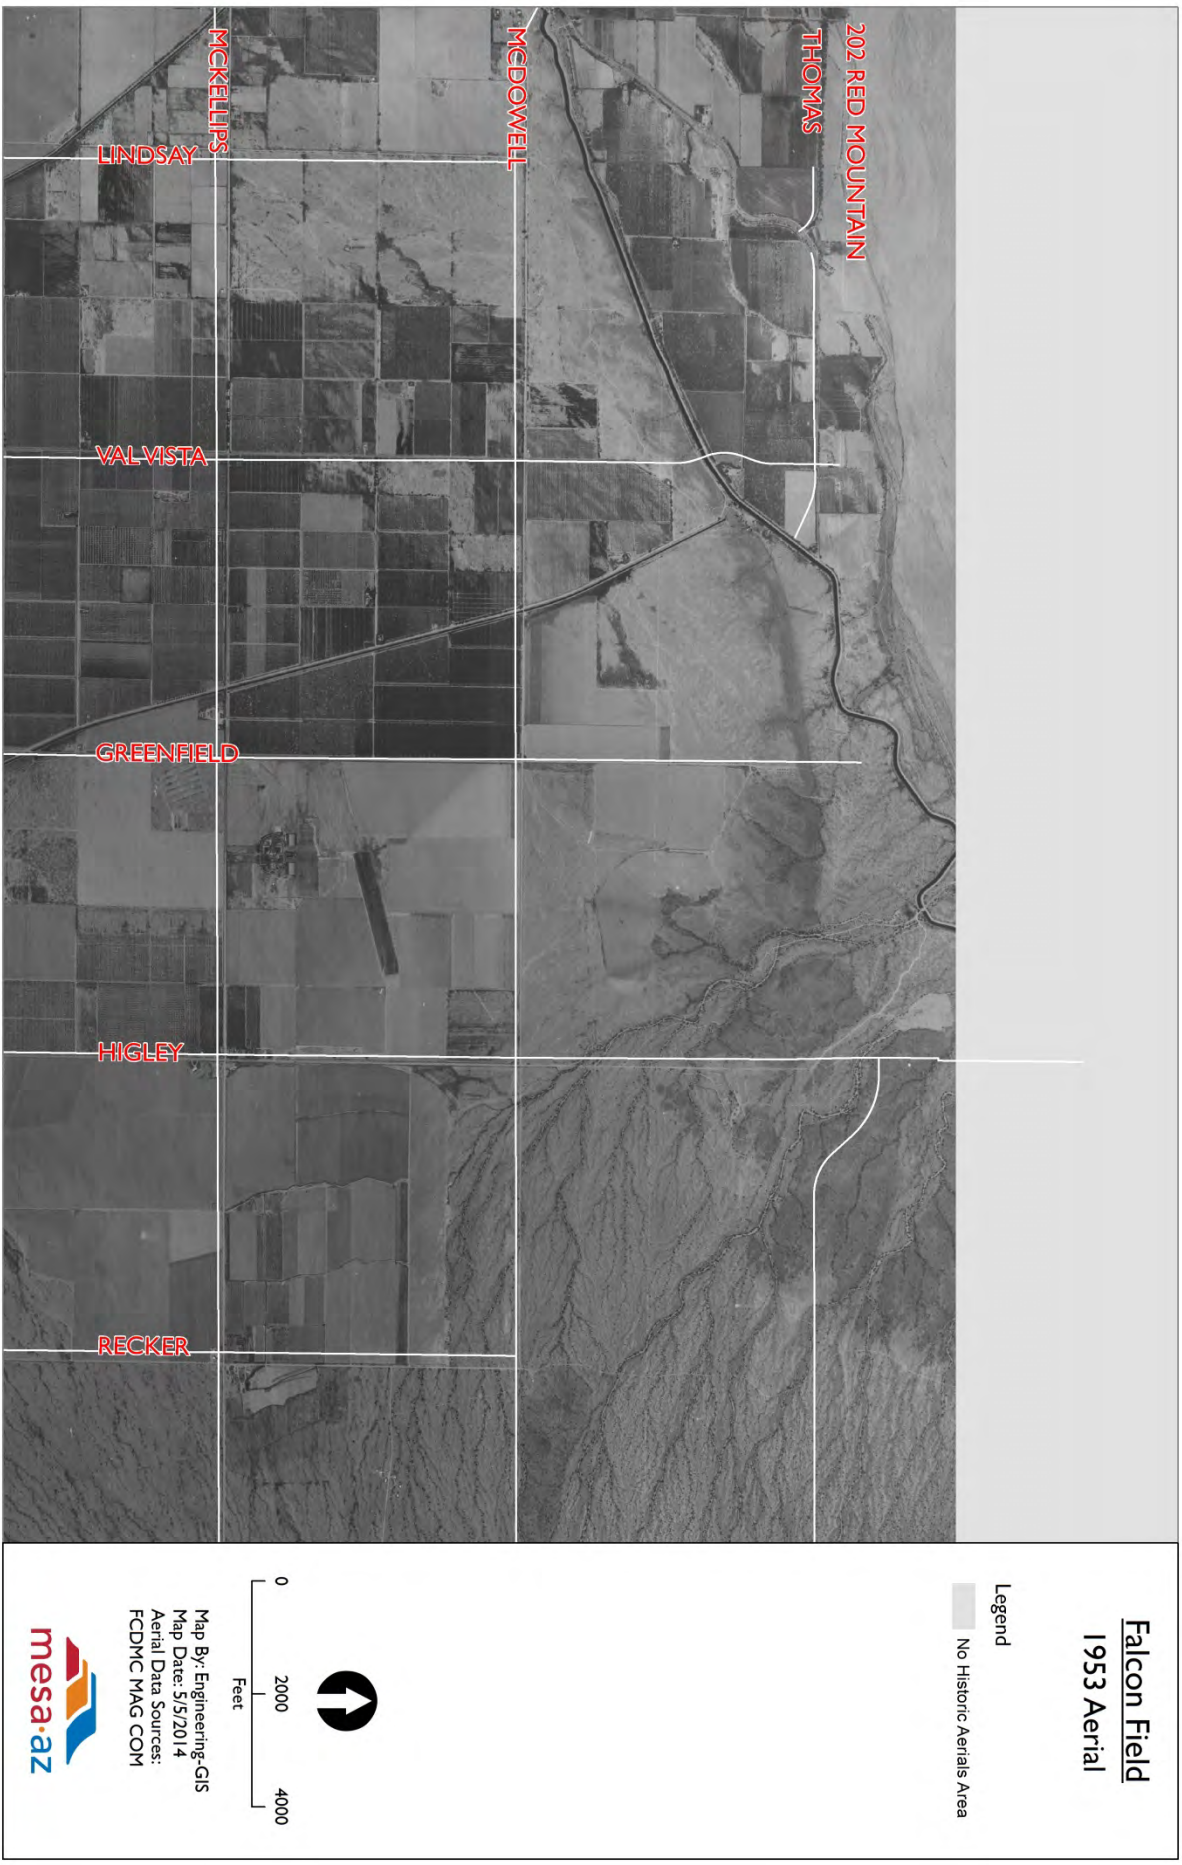 Falcon Field
1953 Aerial
Legend
No Historic Aerials Area
202 RED MOUNTAIN
THOMAS
MCDOWELL
MCKELLIPS
LINDSAY
VAL VISTA
GREENFIELD
HIGLEY
RECKER
0 2000 4000
Feet
Map By: Engineering-GIS
Map Date: 5/5/2014
Aerial Data Sources:
FCDMC MAG COM
mesa·az